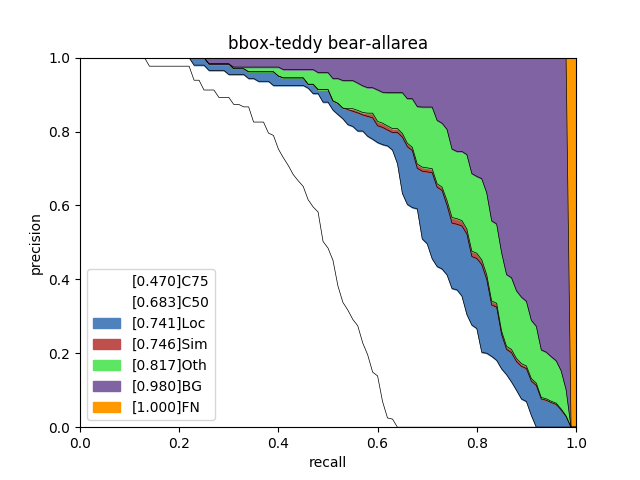 bbox-teddy bear-allarea
precision
1.0
0.8
0.6
0.4
0.2
0.0
[0.470]C75
[0.683]C50
[0.741]Loc
[0.746]Sim
[0.817]Oth
[0.980]BG
[1.000]FN
0.0 0.2 0.4 0.6 0.8 1.0
recall